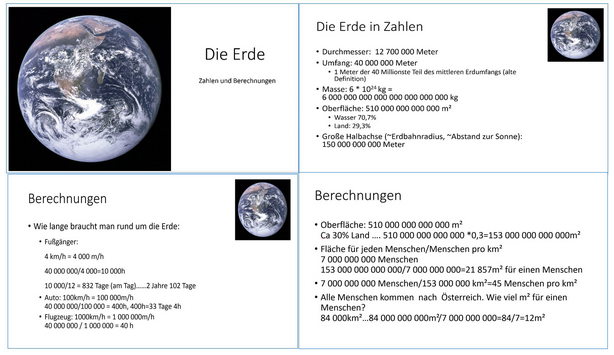 Die Erde
Zahlen und Berechnungen
Die Erde in Zahlen
• Durchmesser: 12 700 000 Meter
• Umfang: 40 000 000 Meter
• 1 Meter der 40 Millionste Teil des mittleren Erdumfangs (alte
Definition)
• Masse: 6 * 10²⁴ kg =
6 000 000 000 000 000 000 000 000 kg
• Oberfläche: 510 000 000 000 000 m²
• Wasser 70,7%
• Land: 29,3%
• Große Halbachse (~Erdbahnradius, ~Abstand zur Sonne):
150 000 000 000 Meter
Berechnungen
• Wie lange braucht man rund um die Erde:
• Fußgänger:
4 km/h = 4 000 m/h
40 000 000/4 000=10 000h
10 000/12 = 832 Tage (am Tag)......2 Jahre 102 Tage
• Auto: 100km/h = 100 000m/h
40 000 000/100 000 = 400h, 400h=33 Tage 4h
• Flugzeug: 1000km/h = 1 000 000m/h
40 000 000 / 1 000 000 = 40 h
Berechnungen
• Oberfläche: 510 000 000 000 000 m²
Ca 30% Land .... 510 000 000 000 000 *0,3=153 000 000 000 000m²
• Fläche für jeden Menschen/Menschen pro km²
7 000 000 000 Menschen
153 000 000 000 000/7 000 000 000=21 857m² für einen Menschen
• 7 000 000 000 Menschen/153 000 000 km²=45 Menschen pro km²
• Alle Menschen kommen nach Österreich. Wie viel m² für einen
Menschen?
84 000km²...84 000 000 000m²/7 000 000 000=84/7=12m²